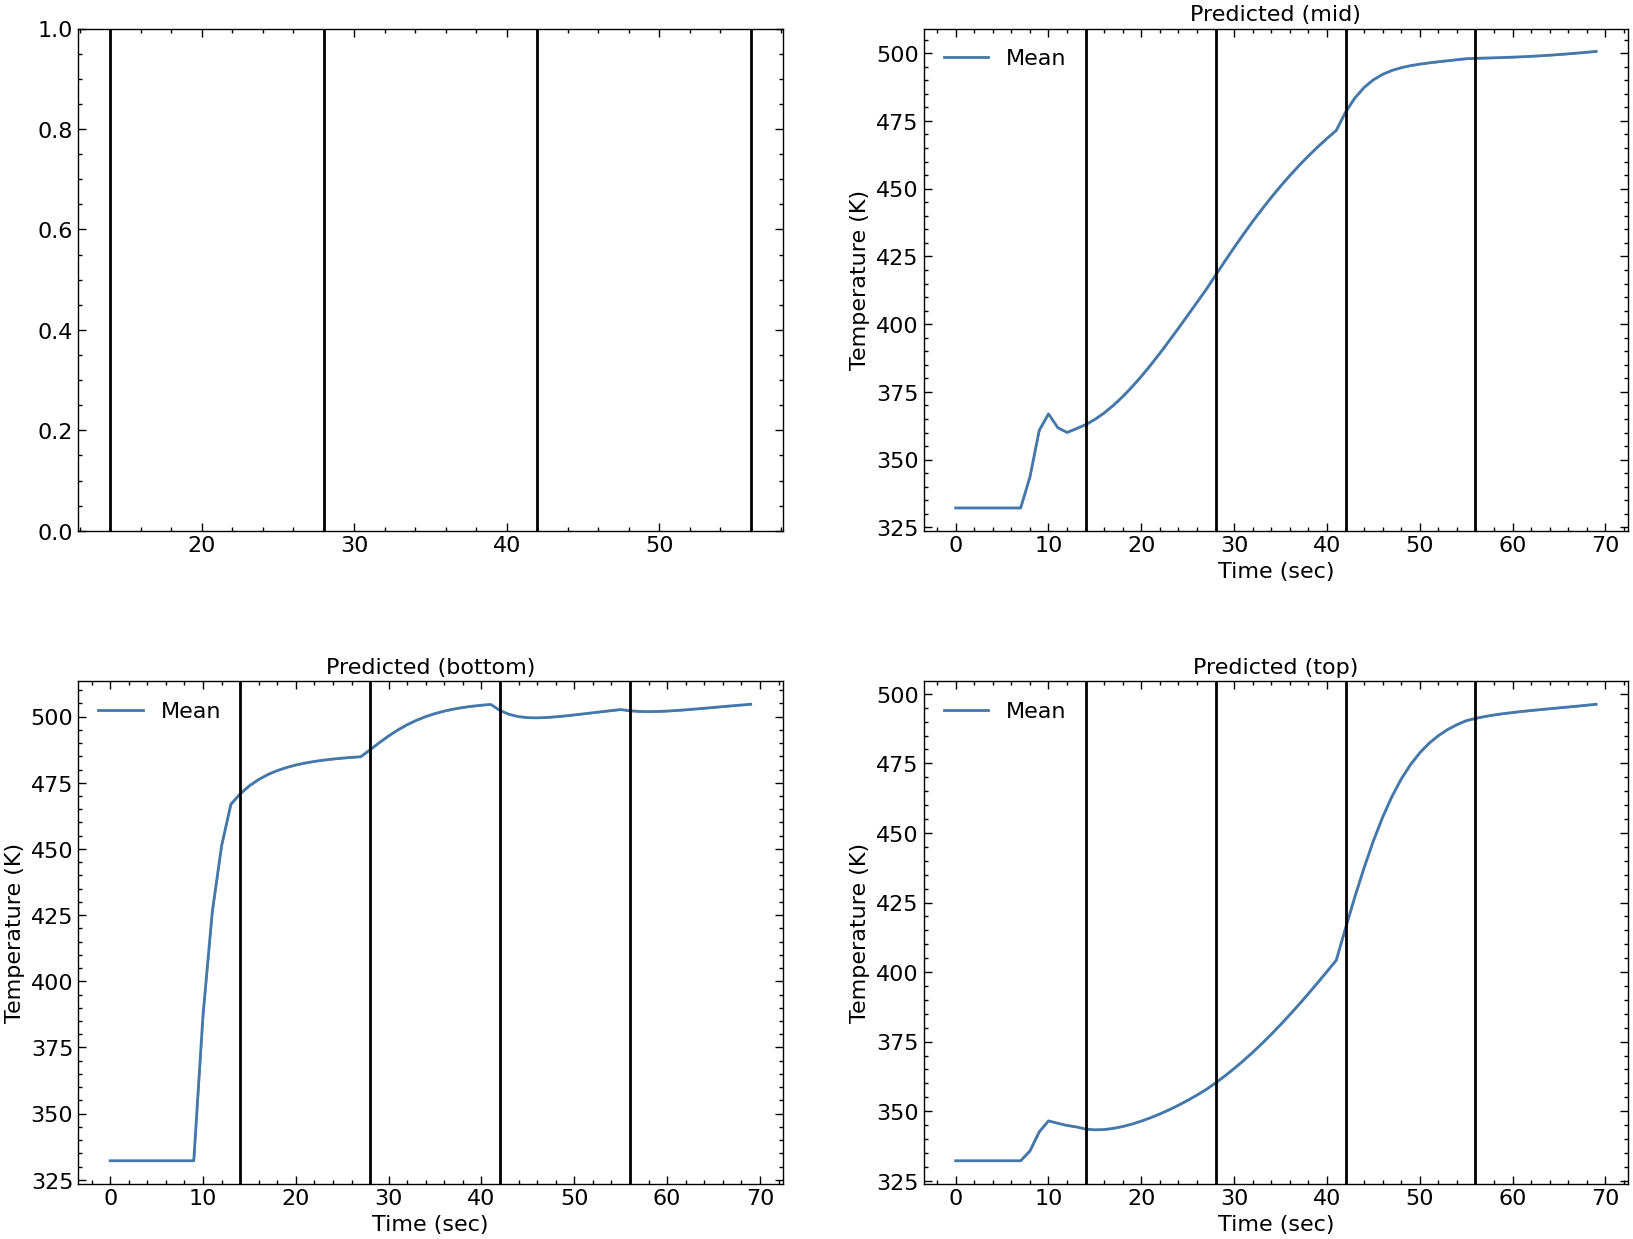 1.0
0.8
0.6
0.4
0.2
0.0
20 30 40 50
Predicted (mid)
Mean
Temperature (K)
500
475
450
425
400
375
350
325
0 10 20 30 40 50 60 70
Time (sec)
Predicted (bottom)
Mean
Temperature (K)
500
475
450
425
400
375
350
325
0 10 20 30 40 50 60 70
Time (sec)
Predicted (top)
Mean
Temperature (K)
500
475
450
425
400
375
350
325
0 10 20 30 40 50 60 70
Time (sec)